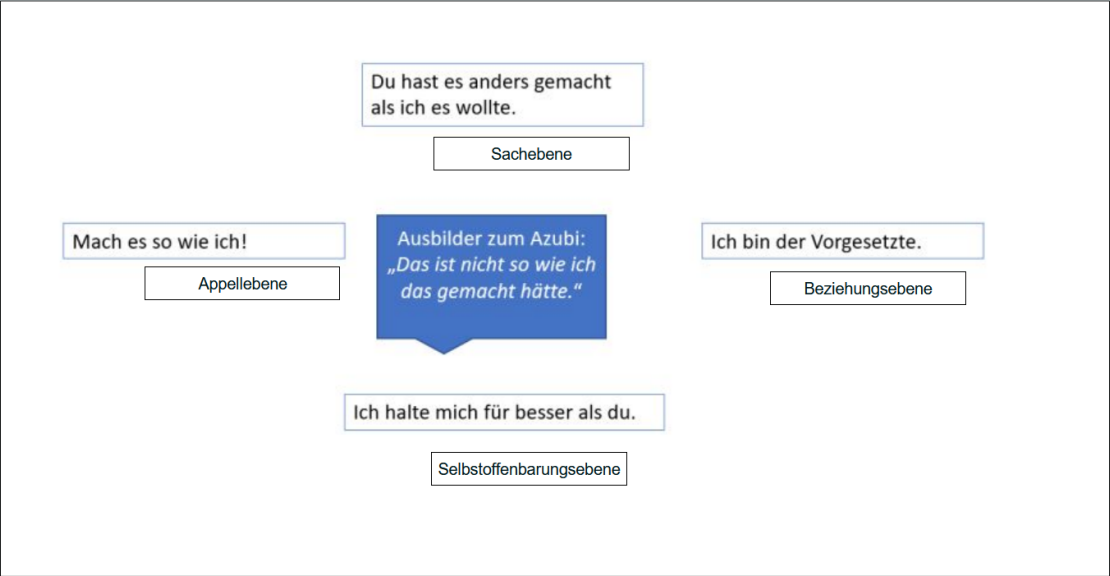 Du hast es anders gemacht
als ich es wollte.
Sachebene
Mach es so wie ich!
Appellebene
Ausbilder zum Azubi:
„Das ist nicht so wie ich
das gemacht hätte.“
Ich bin der Vorgesetzte.
Beziehungsebene
Ich halte mich für besser als du.
Selbstoffenbarungsebene